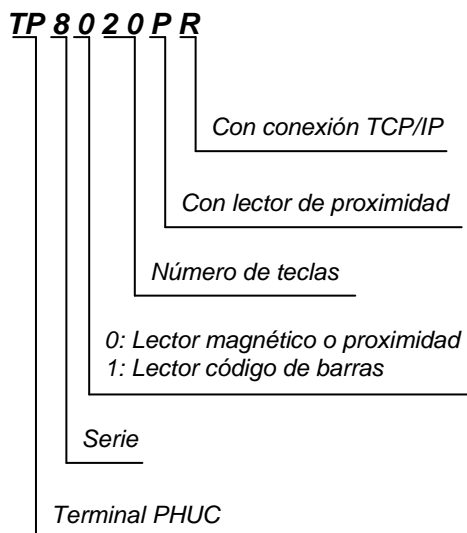 TP 8 0 2 0 P R
Con conexión TCP/IP
Con lector de proximidad
Número de teclas
0: Lector magnético o proximidad
1: Lector código de barras
Serie
Terminal PHUC